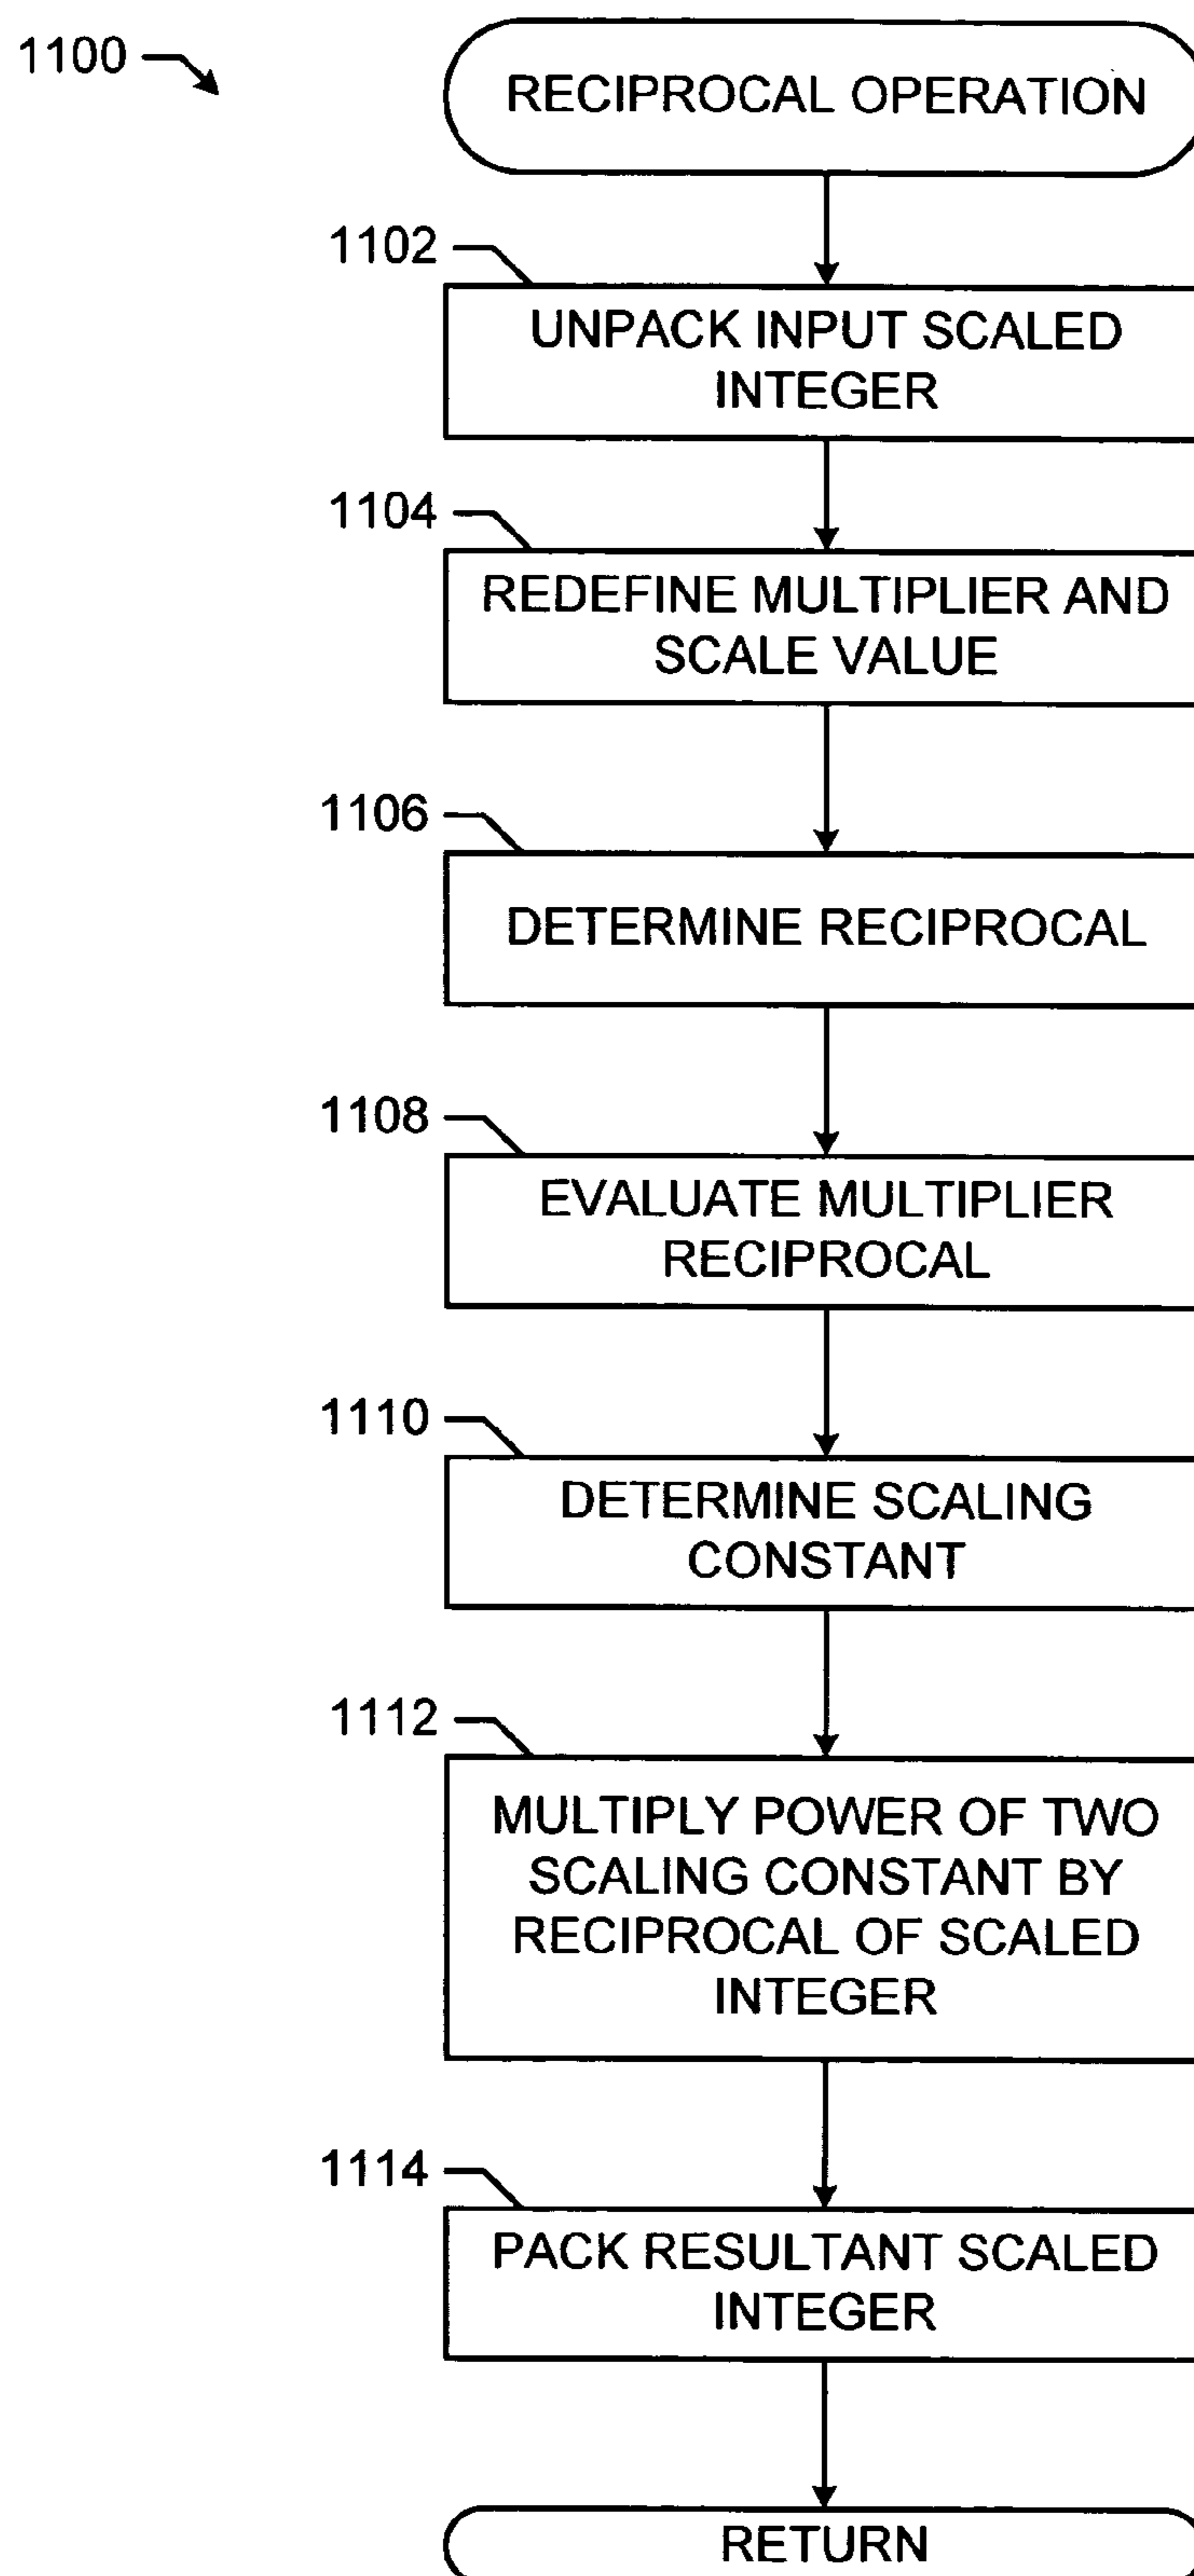 1100
RECIPROCAL OPERATION
1102
UNPACK INPUT SCALED
INTEGER
1104
REDEFINE MULTIPLIER AND
SCALE VALUE
1106
DETERMINE RECIPROCAL
1108
EVALUATE MULTIPLIER
RECIPROCAL
1110
DETERMINE SCALING
CONSTANT
1112
MULTIPLY POWER OF TWO
SCALING CONSTANT BY
RECIPROCAL OF SCALED
INTEGER
1114
PACK RESULTANT SCALED
INTEGER
RETURN